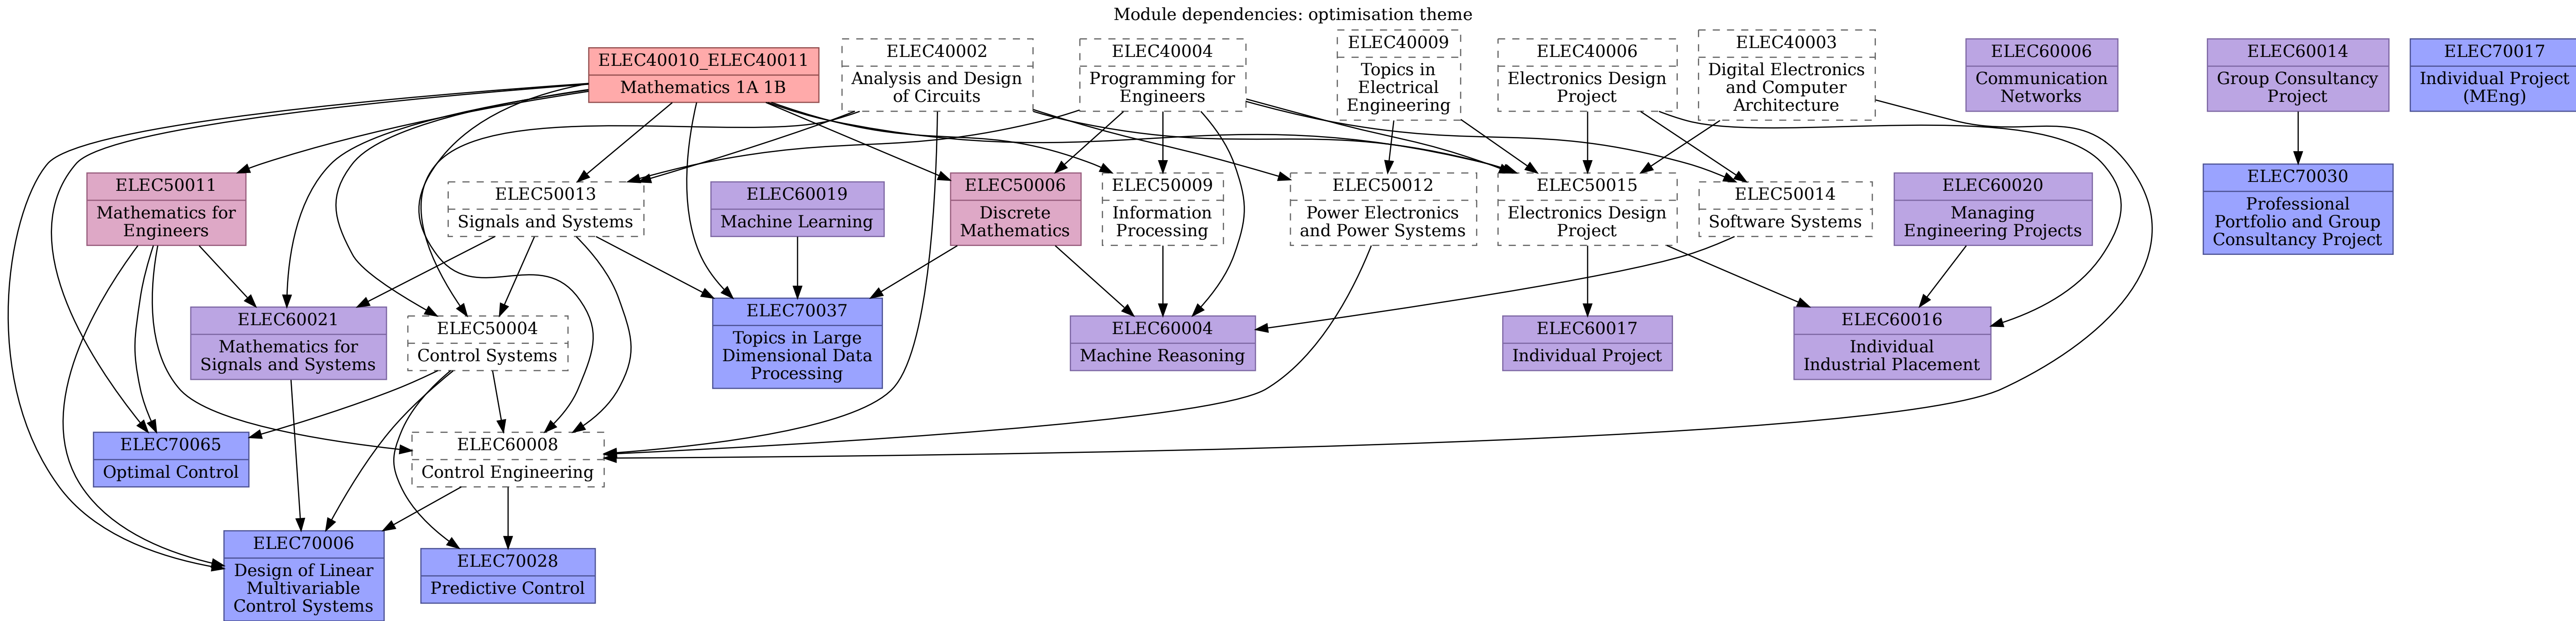 Module dependencies: optimisation theme
ELEC40010_ELEC40011
Mathematics 1A 1B
ELEC40002
Analysis and Design
of Circuits
ELEC40004
Programming for
Engineers
ELEC40009
Topics in
Electrical
Engineering
ELEC40006
Electronics Design
Project
ELEC40003
Digital Electronics
and Computer
Architecture
ELEC60006
Communication
Networks
ELEC60014
Group Consultancy
Project
ELEC70017
Individual Project
(MEng)
ELEC50011
Mathematics for
Engineers
ELEC50013
Signals and Systems
ELEC60019
Machine Learning
ELEC50006
Discrete
Mathematics
ELEC50009
Information
Processing
ELEC50012
Power Electronics
and Power Systems
ELEC50015
Electronics Design
Project
ELEC50014
Software Systems
ELEC60020
Managing
Engineering Projects
ELEC70030
Professional
Portfolio and Group
Consultancy Project
ELEC60021
Mathematics for
Signals and Systems
ELEC50004
Control Systems
ELEC70037
Topics in Large
Dimensional Data
Processing
ELEC60004
Machine Reasoning
ELEC60017
Individual Project
ELEC60016
Individual
Industrial Placement
ELEC70065
Optimal Control
ELEC60008
Control Engineering
ELEC70006
Design of Linear
Multivariable
Control Systems
ELEC70028
Predictive Control